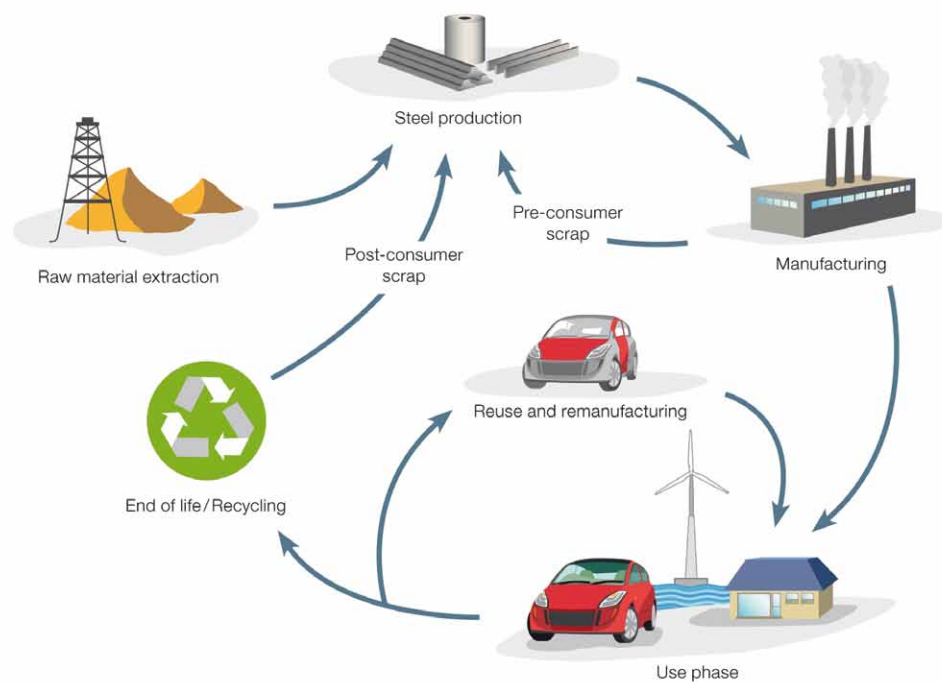 Steel production
Raw material extraction
Pre-consumer
scrap
Post-consumer
scrap
Manufacturing
Reuse and remanufacturing
End of life/Recycling
Use phase